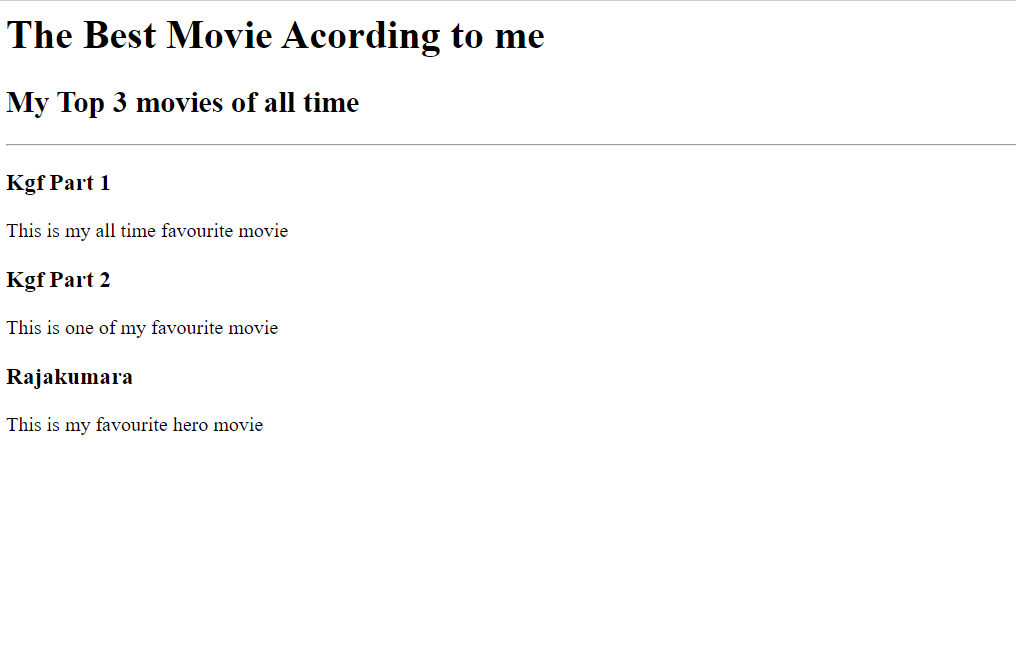 The Best Movie Acording to me
My Top 3 movies of all time
Kgf Part 1
This is my all time favourite movie
Kgf Part 2
This is one of my favourite movie
Rajakumara
This is my favourite hero movie